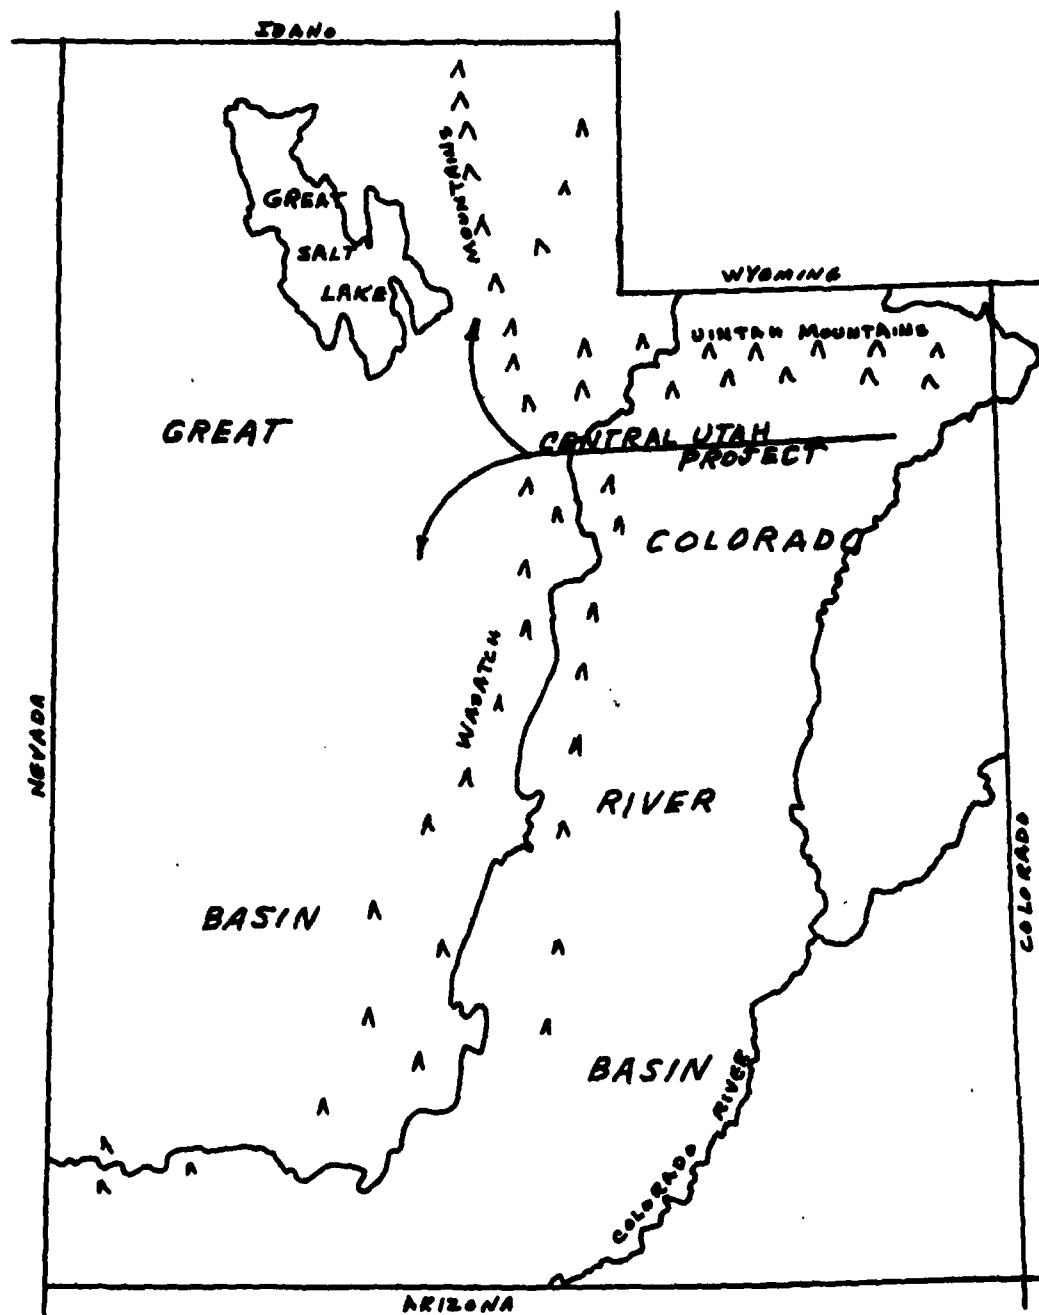 IDAHO
MOUNTAINS
GREAT
SALT
LAKE
WYOMING
UINTAH MOUNTAINS
GREAT
CENTRAL UTAH
PROJECT
COLORADO
WASATCH
NEVADA
RIVER
COLORADO
BASIN
BASIN
COLORADO RIVER
ARIZONA